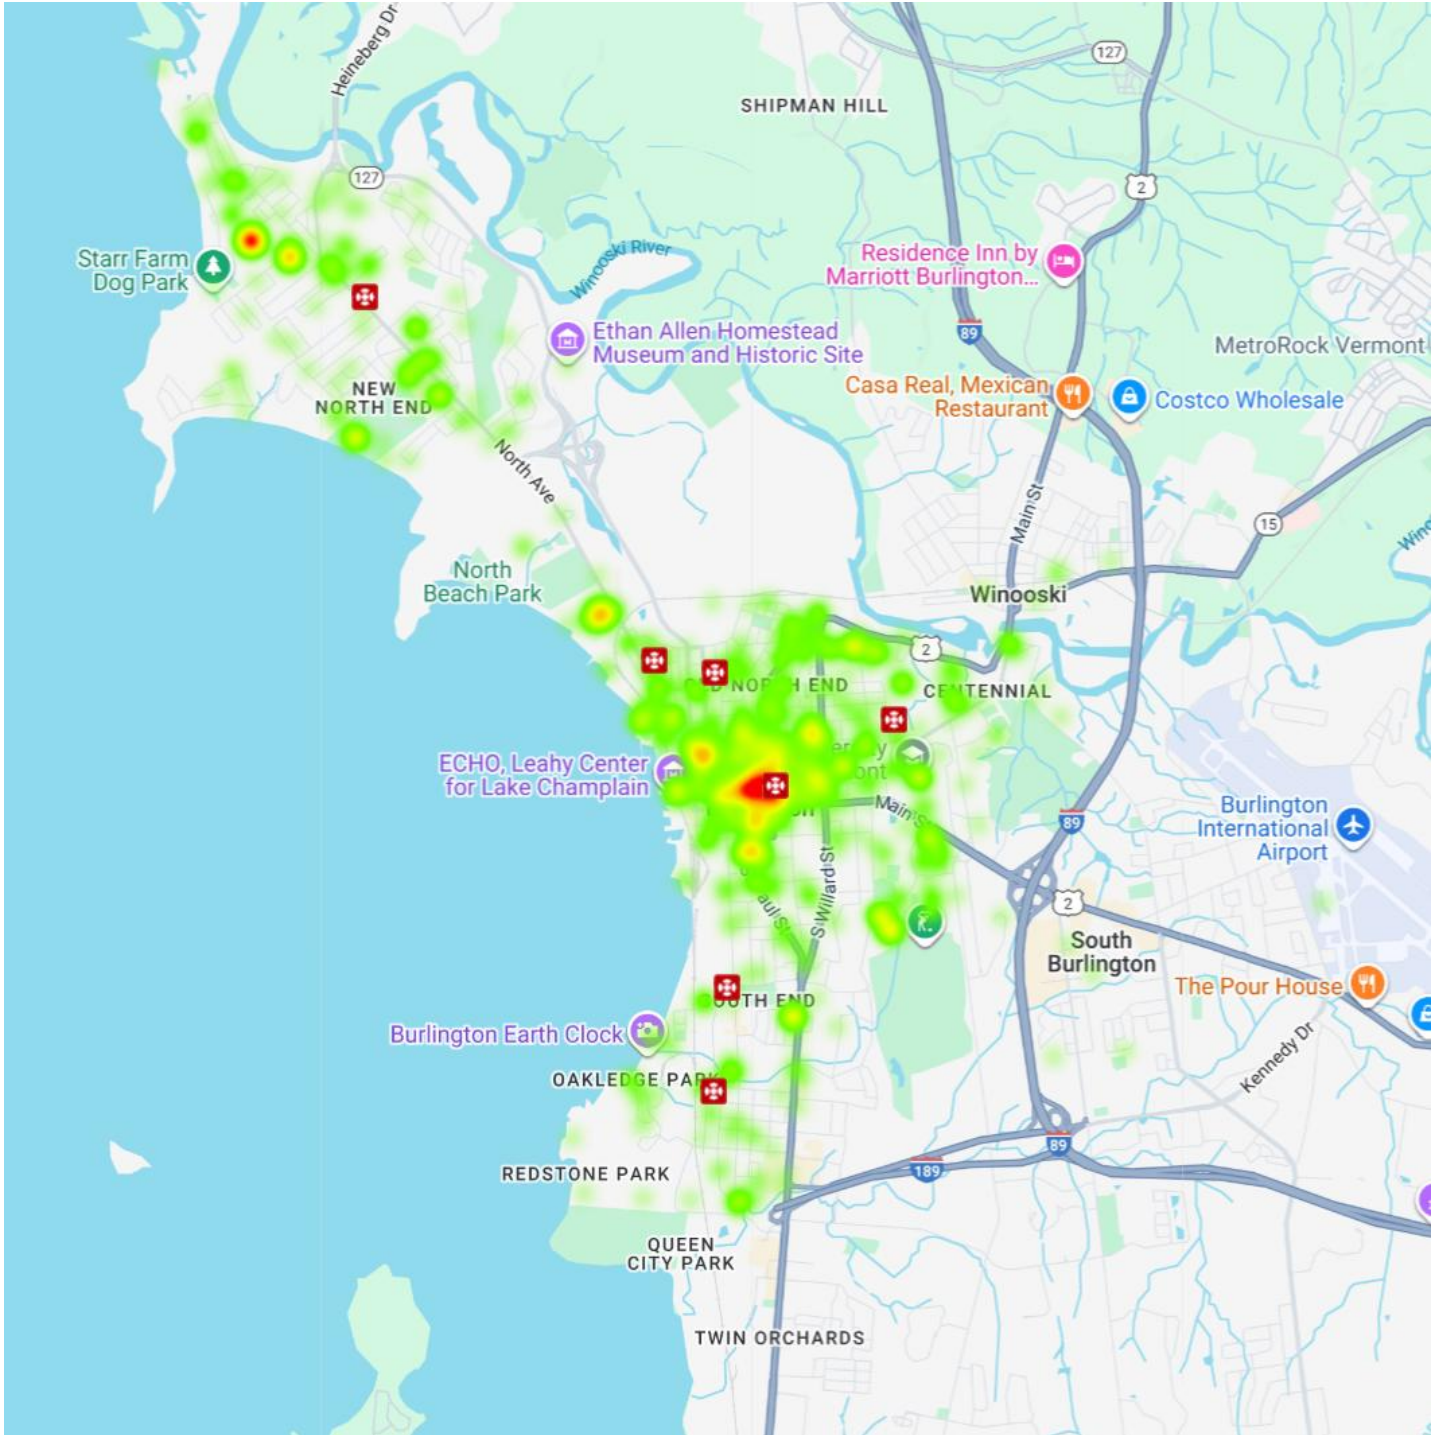 Heineberg Dr
127
SHIPMAN HILL
127
2
Winooski River
Starr Farm
Dog Park
Residence Inn by
Marriott Burlington...
89
Ethan Allen Homestead
Museum and Historic Site
MetroRock Vermont
NEW
NORTH END
Casa Real, Mexican
Restaurant
Costco Wholesale
North Ave
Main St
15
North
Beach Park
Winooski
2
NORTH END
CENTENNIAL
ECHO, Leahy Center
for Lake Champlain
Main St
89
Burlington
International
Airport
S Willard St
2
South
Burlington
The Pour House
SOUTH END
Burlington Earth Clock
Kennedy Dr
OAKLEDGE PARK
89
189
REDSTONE PARK
QUEEN
CITY PARK
TWIN ORCHARDS